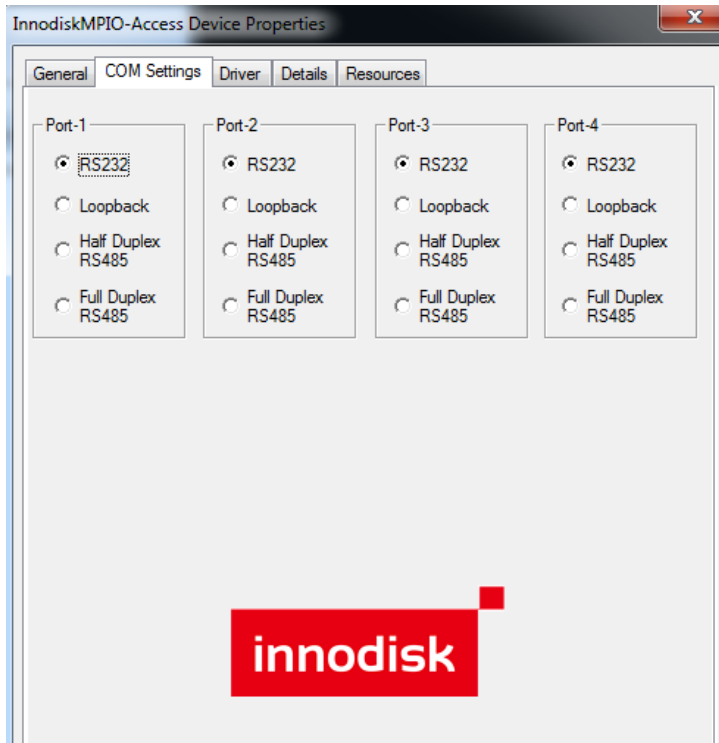 InnodiskMPIO-Access Device Properties
General COM Settings Driver Details Resources
Port-1 Port-2 Port-3 Port-4
RS232 RS232 RS232 RS232
Loopback Loopback Loopback Loopback
Half Duplex Half Duplex Half Duplex Half Duplex
RS485 RS485 RS485 RS485
Full Duplex Full Duplex Full Duplex Full Duplex
RS485 RS485 RS485 RS485
innodisk